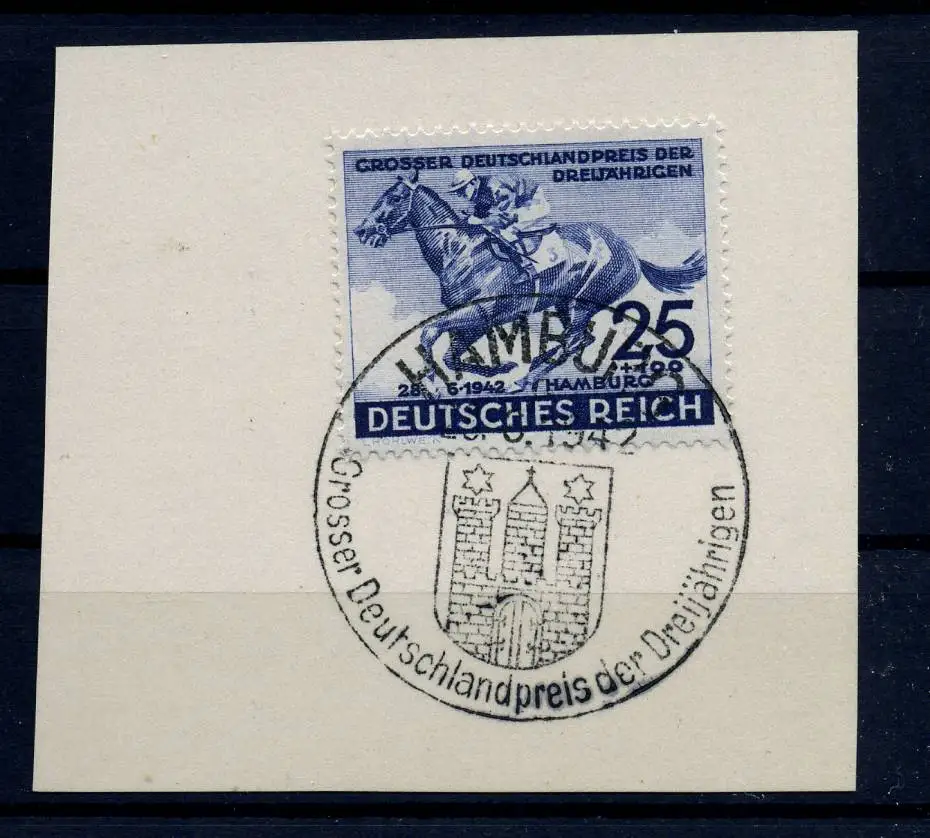 GROSSER DEUTSCHLANDPREIS DER
DREIJÄHRIGEN
3
25
+100
28. 6·1942 HAMBURG
DEUTSCHES REICH
HAMBURG
6.1942
Grosser Deutschlandpreis der Dreijährigen